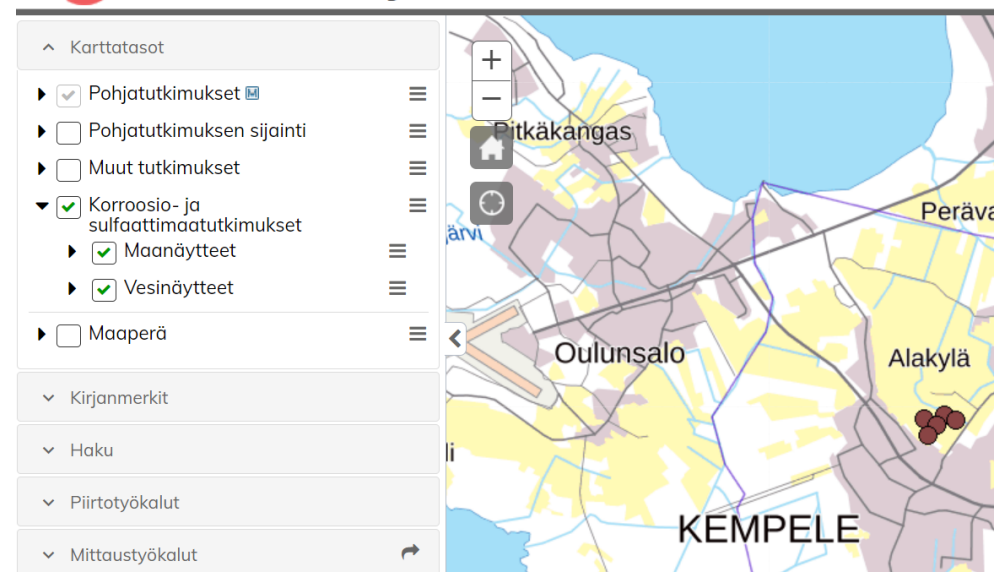 Karttatasot
Pohjatutkimukset M
Pohjatutkimuksen sijainti
Muut tutkimukset
Korroosio- ja
sulfaattimaatutkimukset
Maanäytteet
Vesinäytteet
Maaperä
Kirjanmerkit
Haku
Piirtotyökalut
Mittaustyökalut
Pitkäkangas
järvi
Oulunsalo
Alakylä
KEMPELE